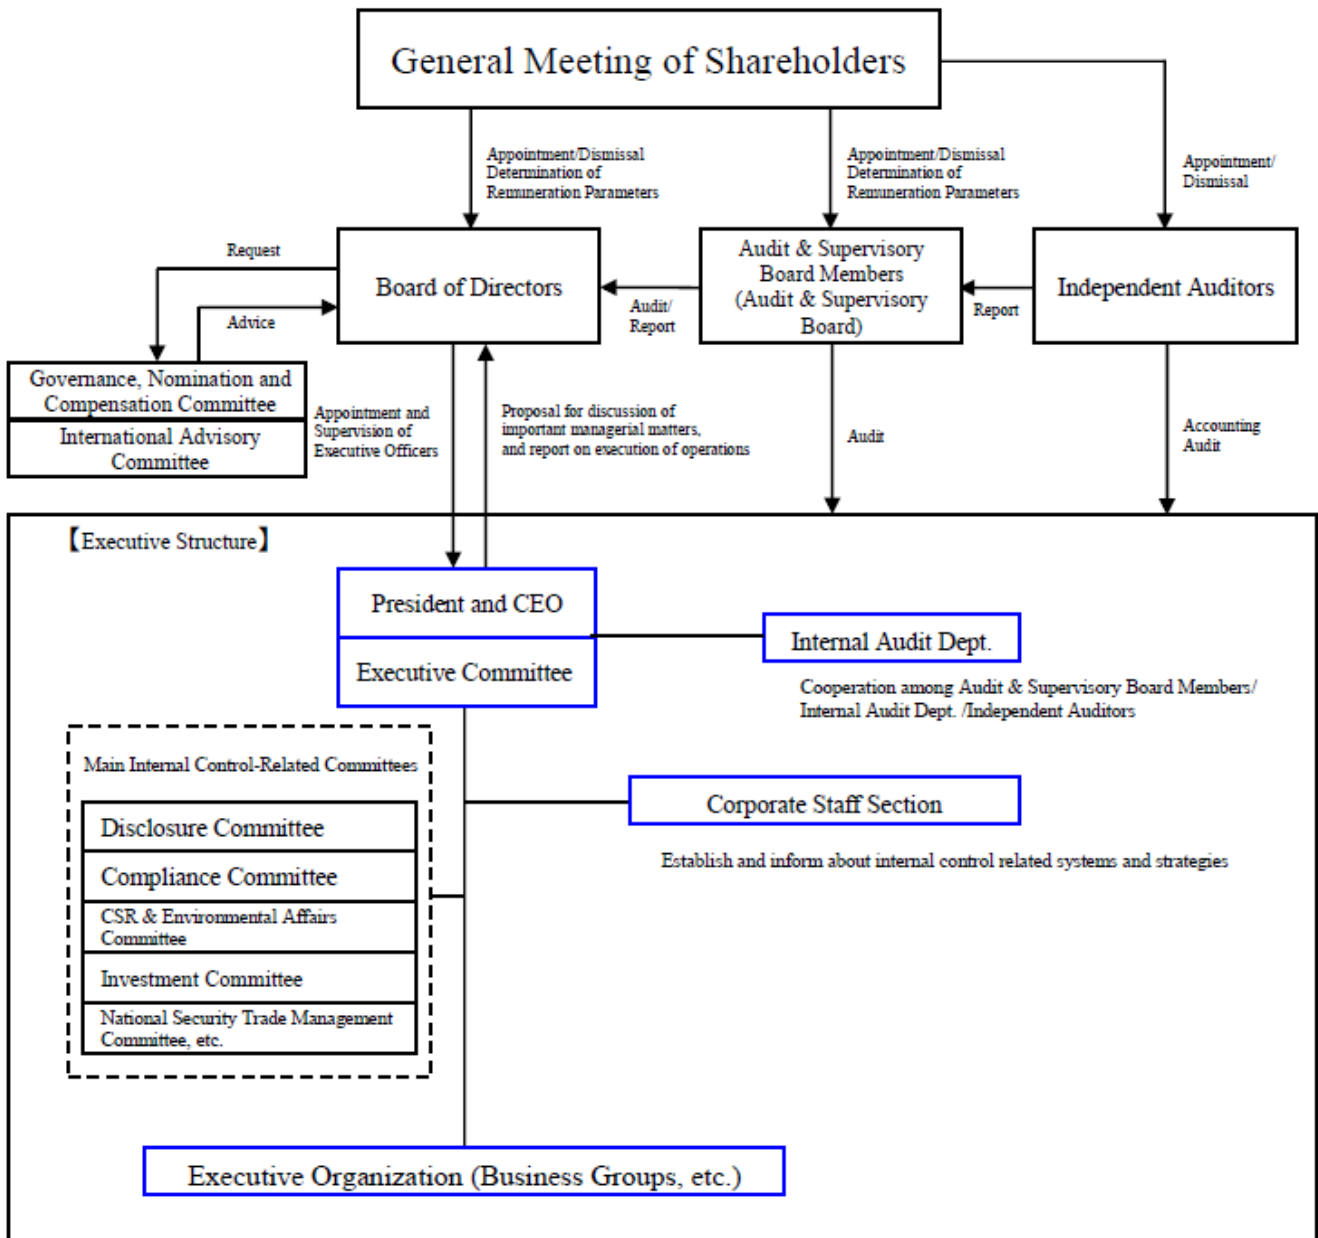 General Meeting of Shareholders
Appointment/Dismissal
Determination of
Remuneration Parameters
Appointment/Dismissal
Determination of
Remuneration Parameters
Appointment/
Dismissal
Request
Advice
Board of Directors
Audit/
Report
Audit & Supervisory
Board Members
(Audit & Supervisory
Board)
Report
Independent Auditors
Governance, Nomination and
Compensation Committee
International Advisory
Committee
Appointment and
Supervision of
Executive Officers
Proposal for discussion of
important managerial matters,
and report on execution of operations
Audit
Accounting
Audit
【Executive Structure】
President and CEO
Executive Committee
Internal Audit Dept.
Cooperation among Audit & Supervisory Board Members/
Internal Audit Dept. /Independent Auditors
Main Internal Control-Related Committees
Disclosure Committee
Compliance Committee
CSR & Environmental Affairs
Committee
Investment Committee
National Security Trade Management
Committee, etc.
Corporate Staff Section
Establish and inform about internal control related systems and strategies
Executive Organization (Business Groups, etc.)